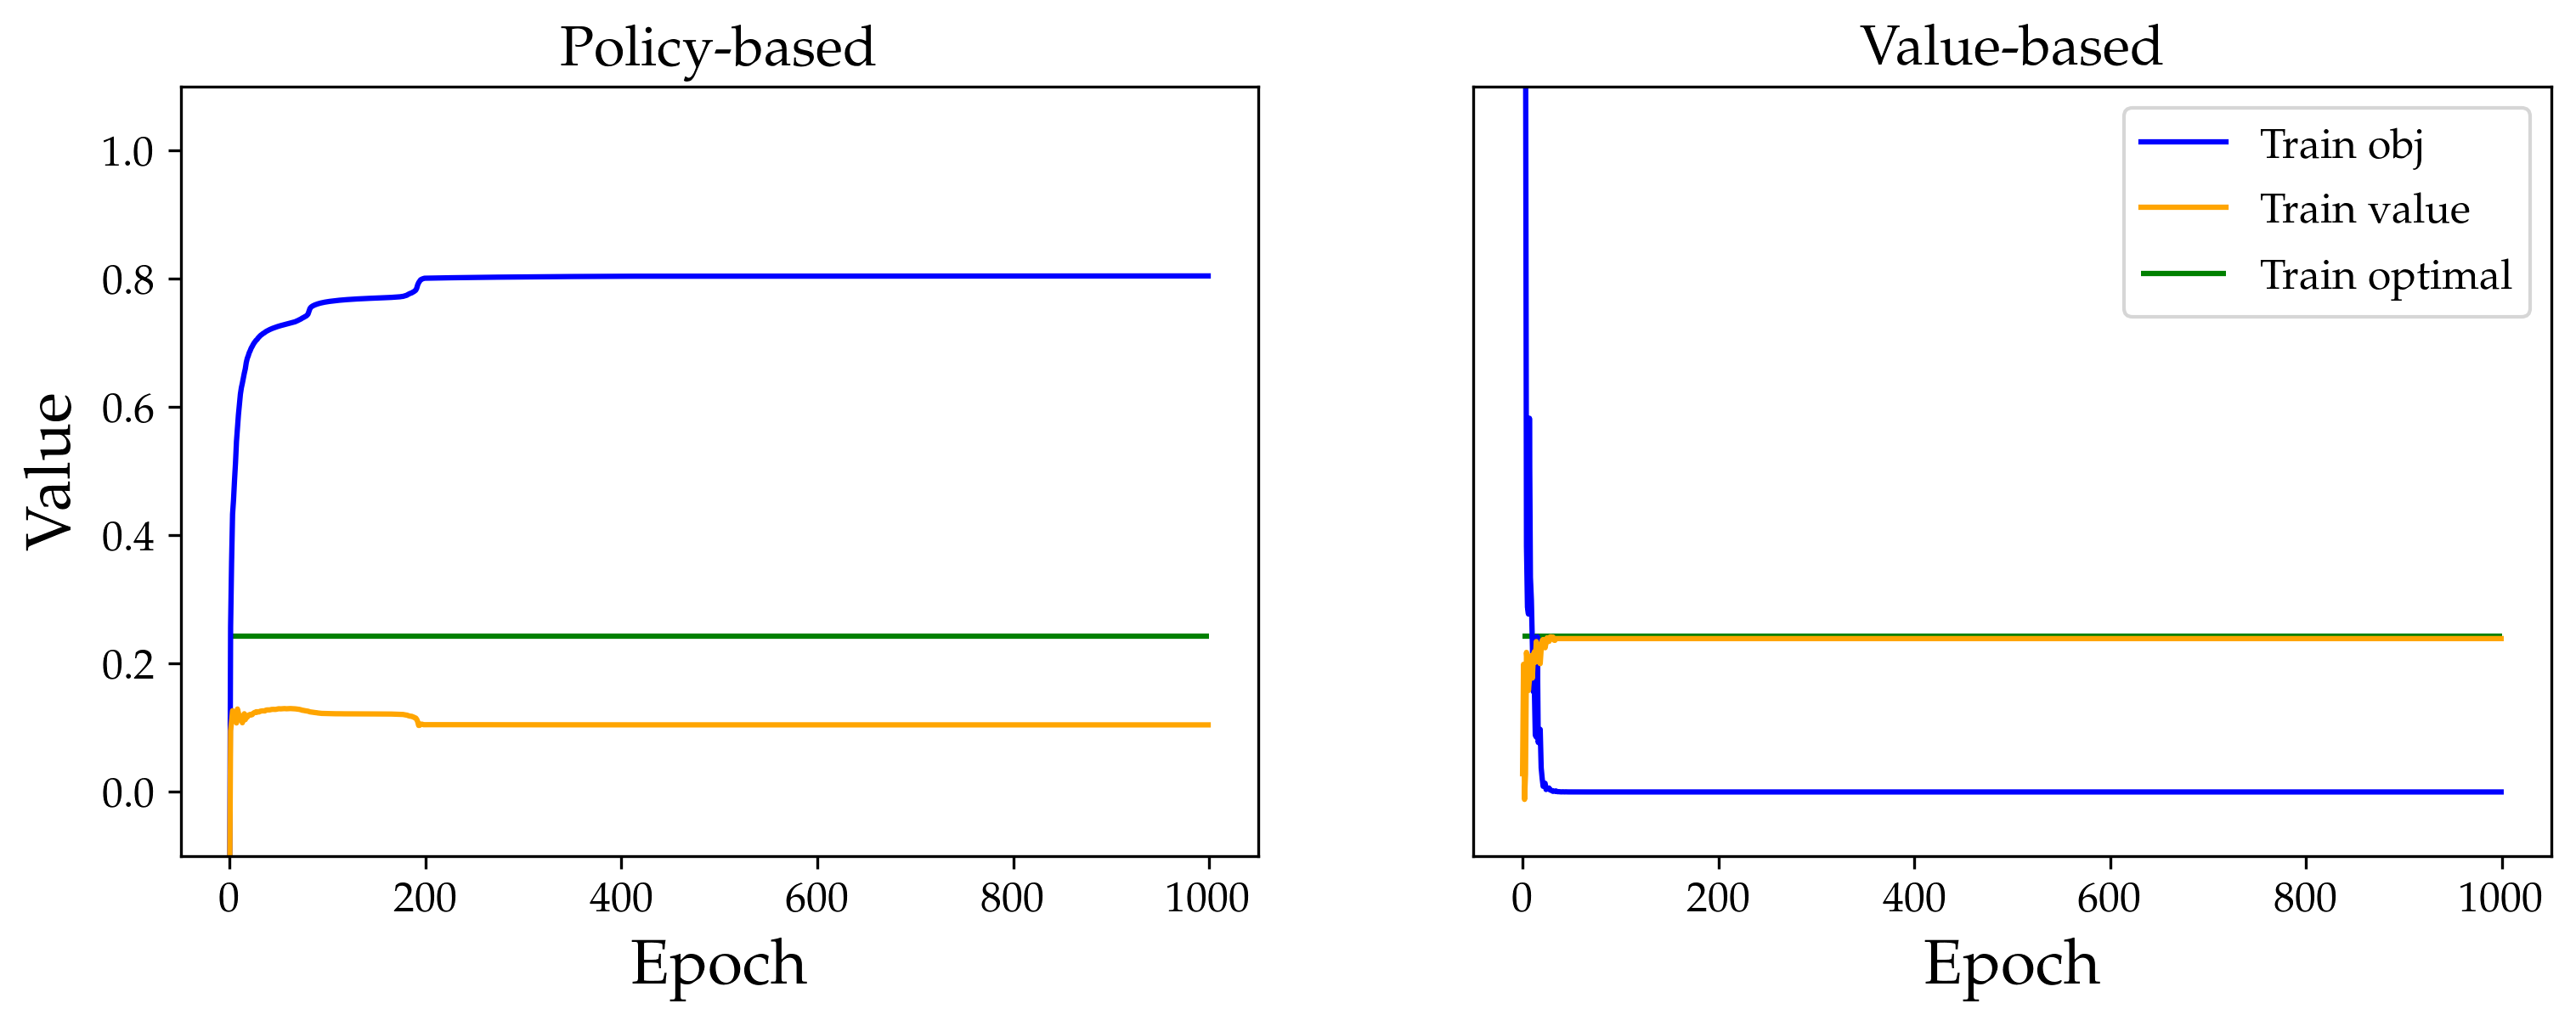 Policy-based
Value
1.0
0.8
0.6
0.4
0.2
0.0
0 200 400 600 800 1000
Epoch
Value-based
Train obj
Train value
Train optimal
0 200 400 600 800 1000
Epoch